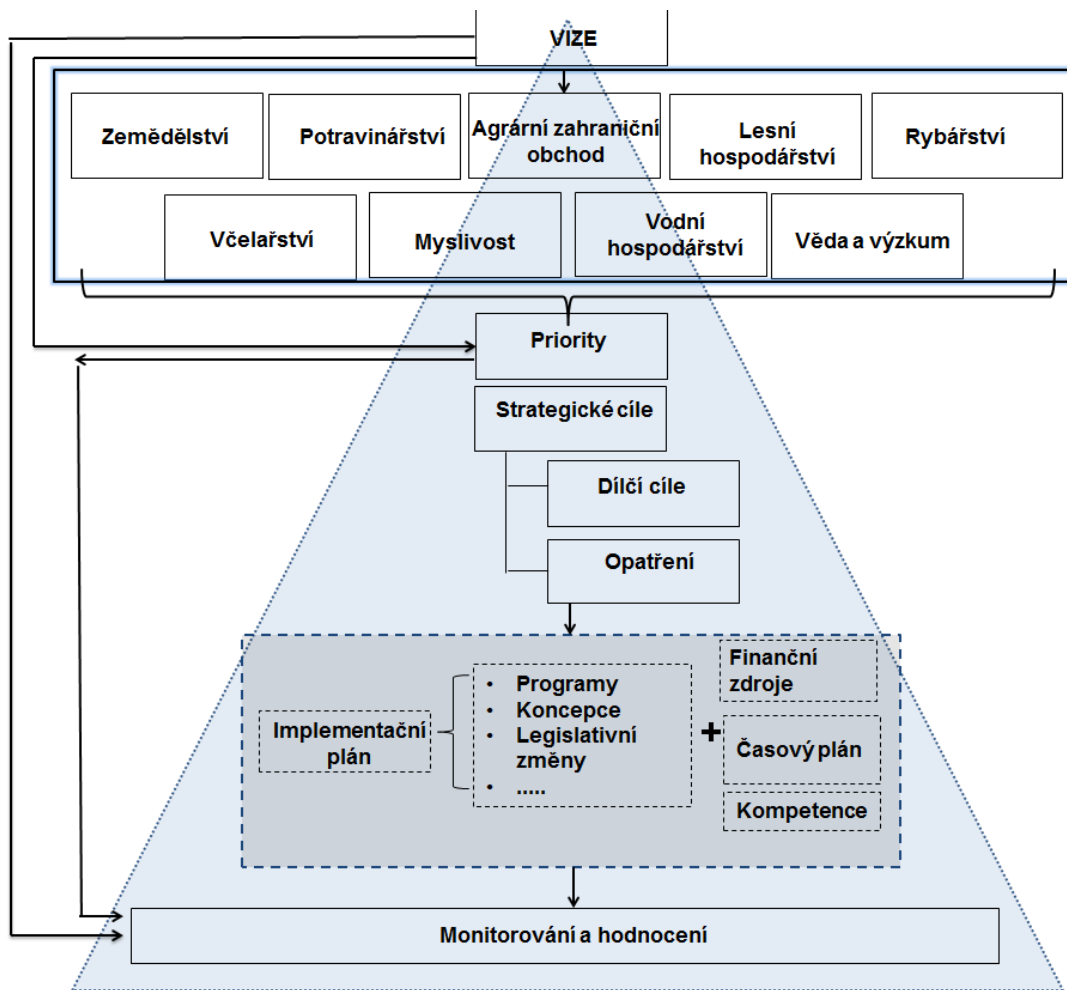 VIZE
Zemědělství
Potravinářství
Agrární zahraniční
obchod
Lesní
hospodářství
Rybářství
Včelařství
Myslivost
Vodní
hospodářství
Věda a výzkum
Priority
Strategické cíle
Dílčí cíle
Opatření
Implementační
plán
• Programy
• Koncepce
• Legislativní
změny
• .....
+
Finanční
zdroje
Časový plán
Kompetence
Monitorování a hodnocení